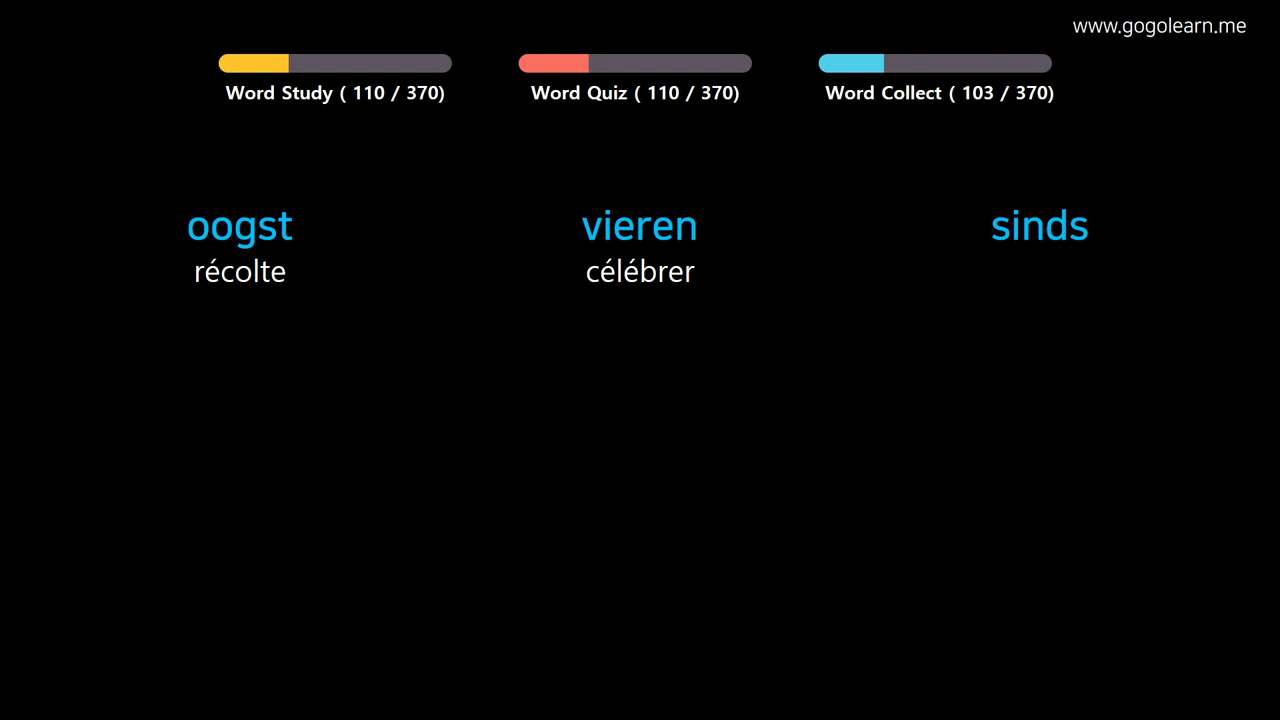 www.gogolearn.me
Word Study ( 110 / 370)
Word Quiz ( 110 / 370)
Word Collect ( 103 / 370)
oogst
récolte
vieren
célébrer
sinds